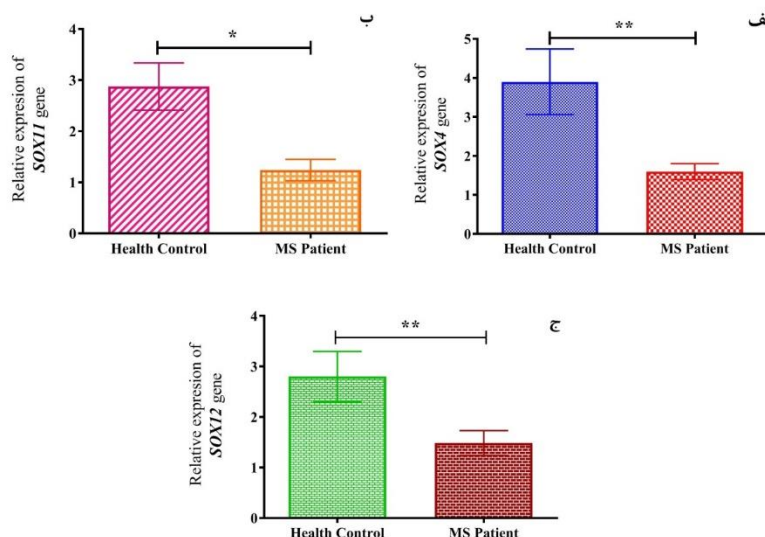 ب
*
4
3
2
1
0
Relative expresion of
SOX11 gene
Health Control
MS Patient
**
5
4
3
2
1
0
Relative expresion of
SOX4 gene
Health Control
MS Patient
ج
**
4
3
2
1
0
Relative expresion of
SOX12 gene
Health Control
MS Patient